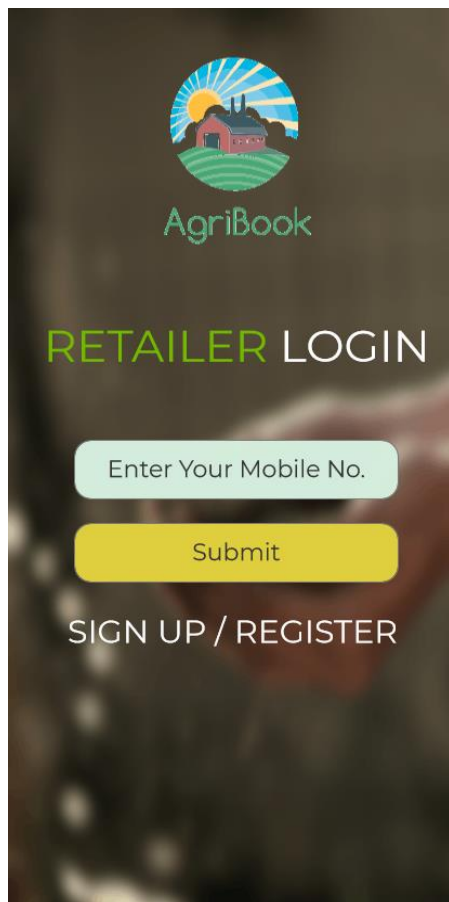 AgriBook
RETAILER LOGIN
Enter Your Mobile No.
Submit
SIGN UP / REGISTER